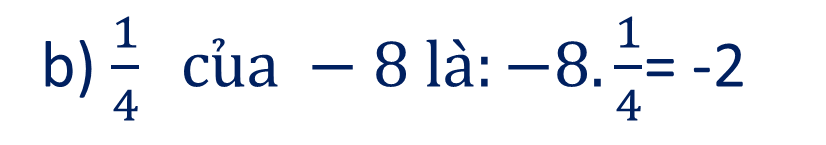 b) 1/4 của − 8 là: −8. 1/4 = -2